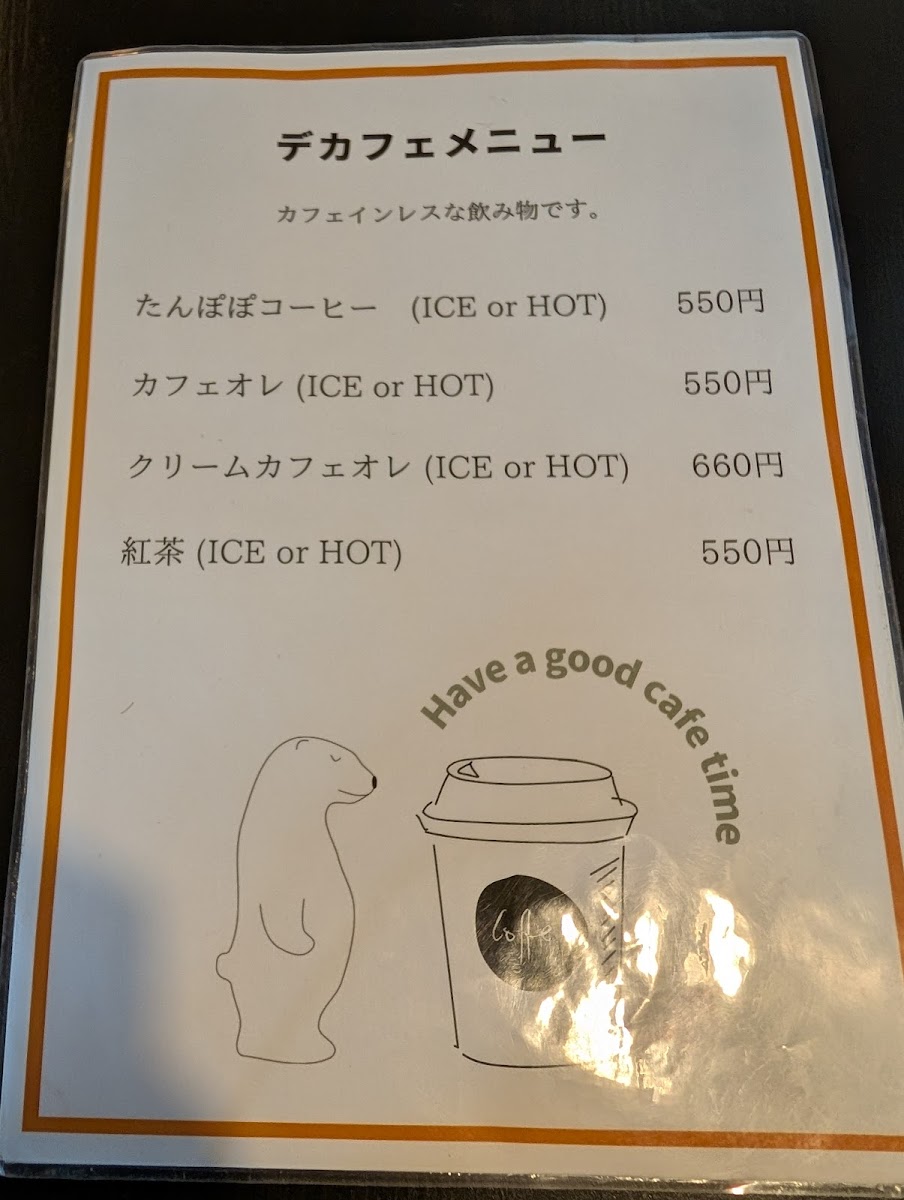 デカフェメニュー
カフェインレスな飲み物です。
たんぽぽコーヒー　(ICE or HOT)　550円
カフェオレ (ICE or HOT)　550円
クリームカフェオレ (ICE or HOT)　660円
紅茶 (ICE or HOT)　550円
Have a good cafe time
Coffe